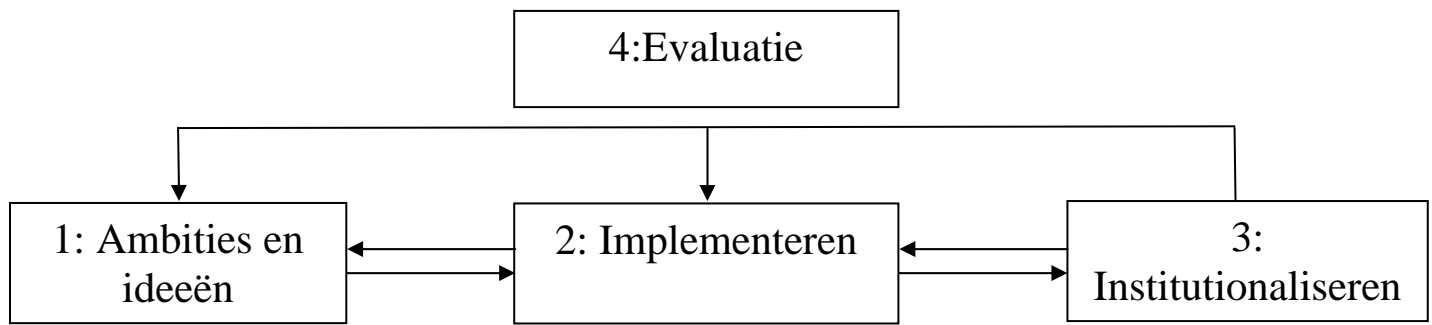 4:Evaluatie
1: Ambities en
ideeën
2: Implementeren
3:
Institutionaliseren